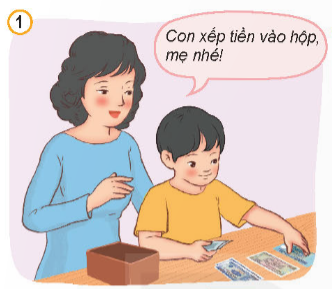 1
Con xếp tiền vào hộp,
mẹ nhé!